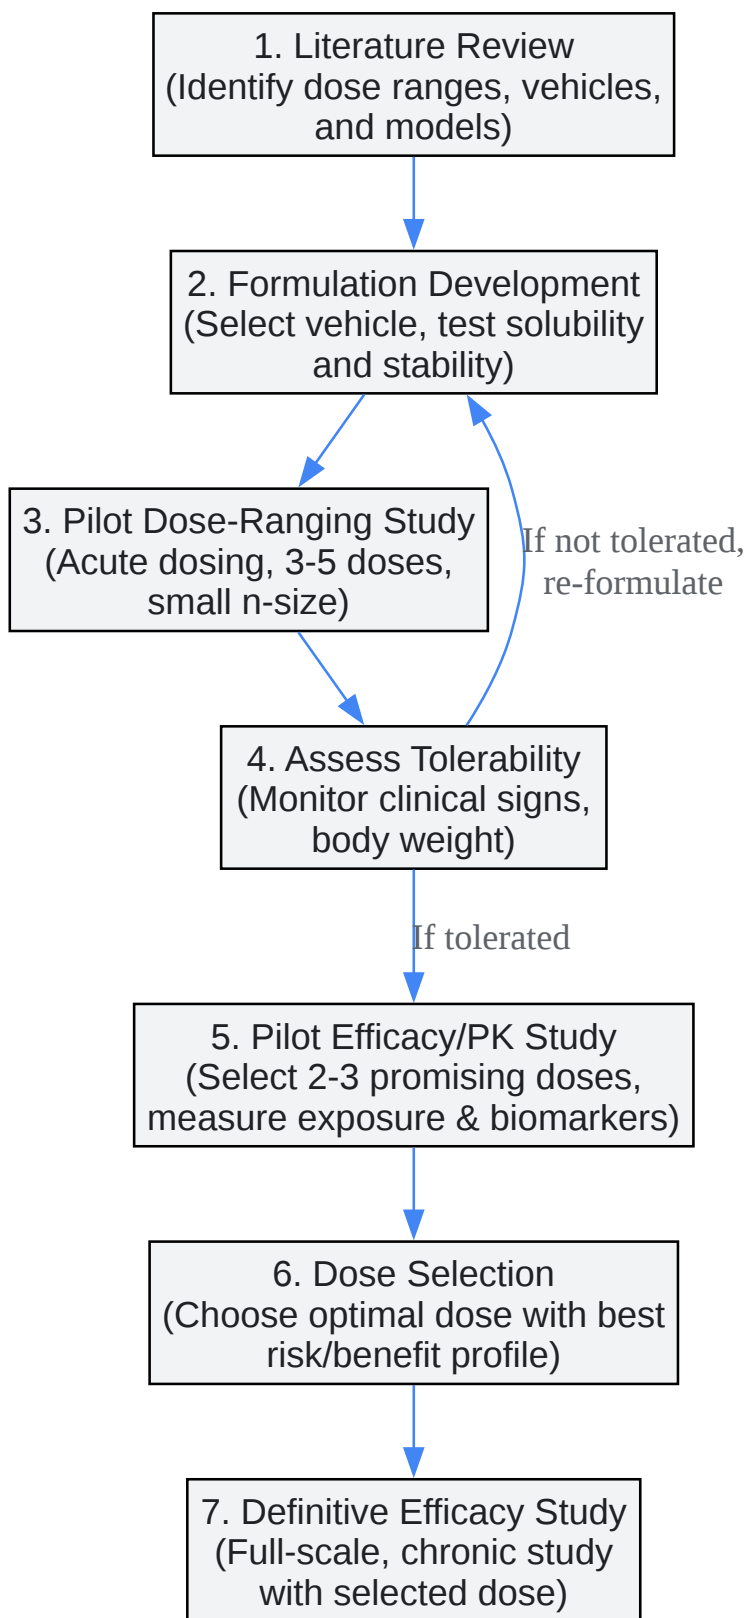 1. Literature Review
(Identify dose ranges, vehicles,
and models)
2. Formulation Development
(Select vehicle, test solubility
and stability)
3. Pilot Dose-Ranging Study
(Acute dosing, 3-5 doses,
small n-size)
If not tolerated,
re-formulate
4. Assess Tolerability
(Monitor clinical signs,
body weight)
If tolerated
5. Pilot Efficacy/PK Study
(Select 2-3 promising doses,
measure exposure & biomarkers)
6. Dose Selection
(Choose optimal dose with best
risk/benefit profile)
7. Definitive Efficacy Study
(Full-scale, chronic study
with selected dose)